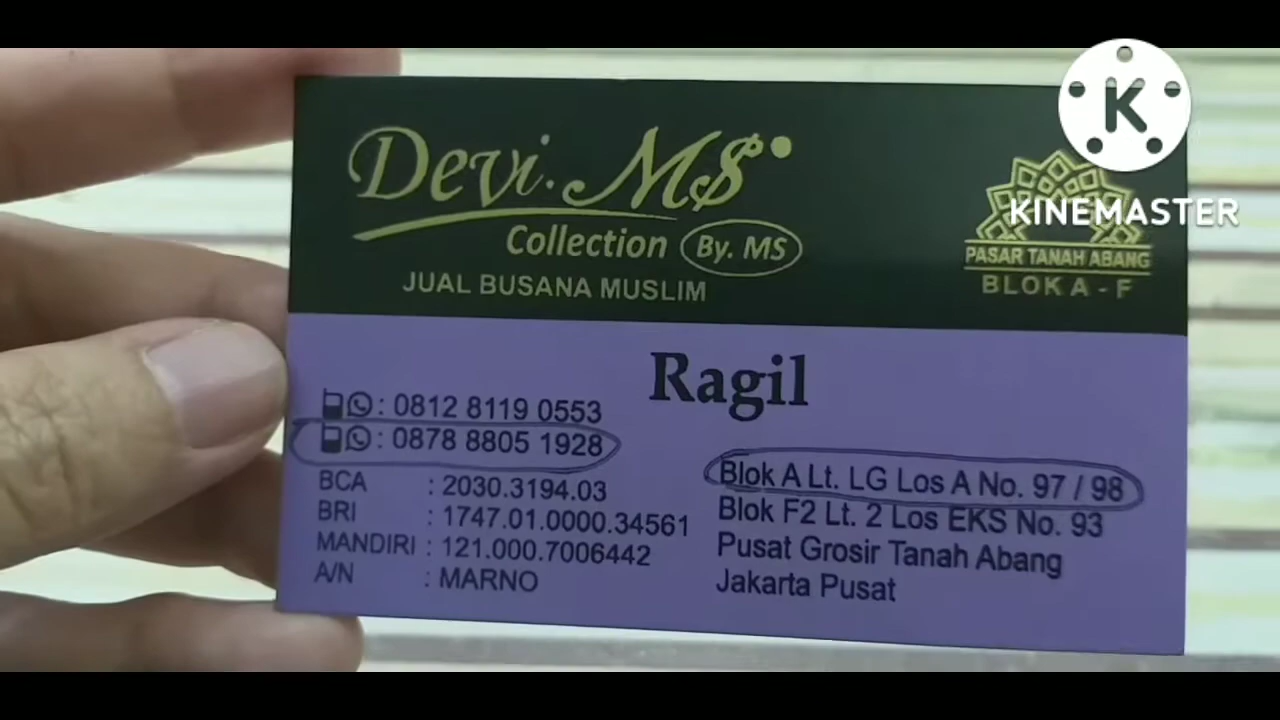 Devi. M$
Collection By. MS
JUAL BUSANA MUSLIM
K
KINEMASTER
PASAR TANAH ABANG
BLOK A - F
Ragil
: 0812 8119 0553
: 0878 8805 1928
BCA : 2030.3194.03
BRI : 1747.01.0000.34561
MANDIRI : 121.000.7006442
A/N : MARNO
Blok A Lt. LG Los A No. 97 / 98
Blok F2 Lt. 2 Los EKS No. 93
Pusat Grosir Tanah Abang
Jakarta Pusat